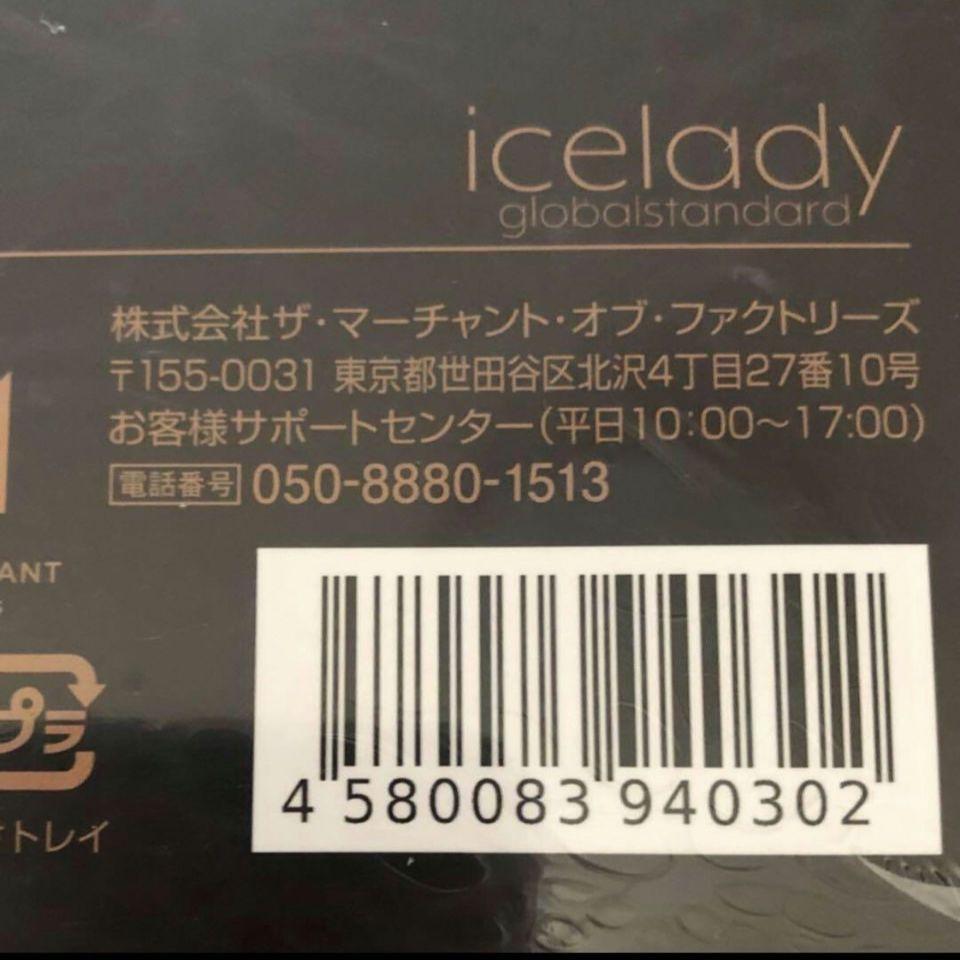 icelady
globalstandard
株式会社ザ・マーチャント・オブ・ファクトリーズ
〒155-0031 東京都世田谷区北沢4丁目27番10号
お客様サポートセンター(平日10:00〜17:00)
電話番号 050-8880-1513
ANT
プラ
トレイ
4 580083 940302